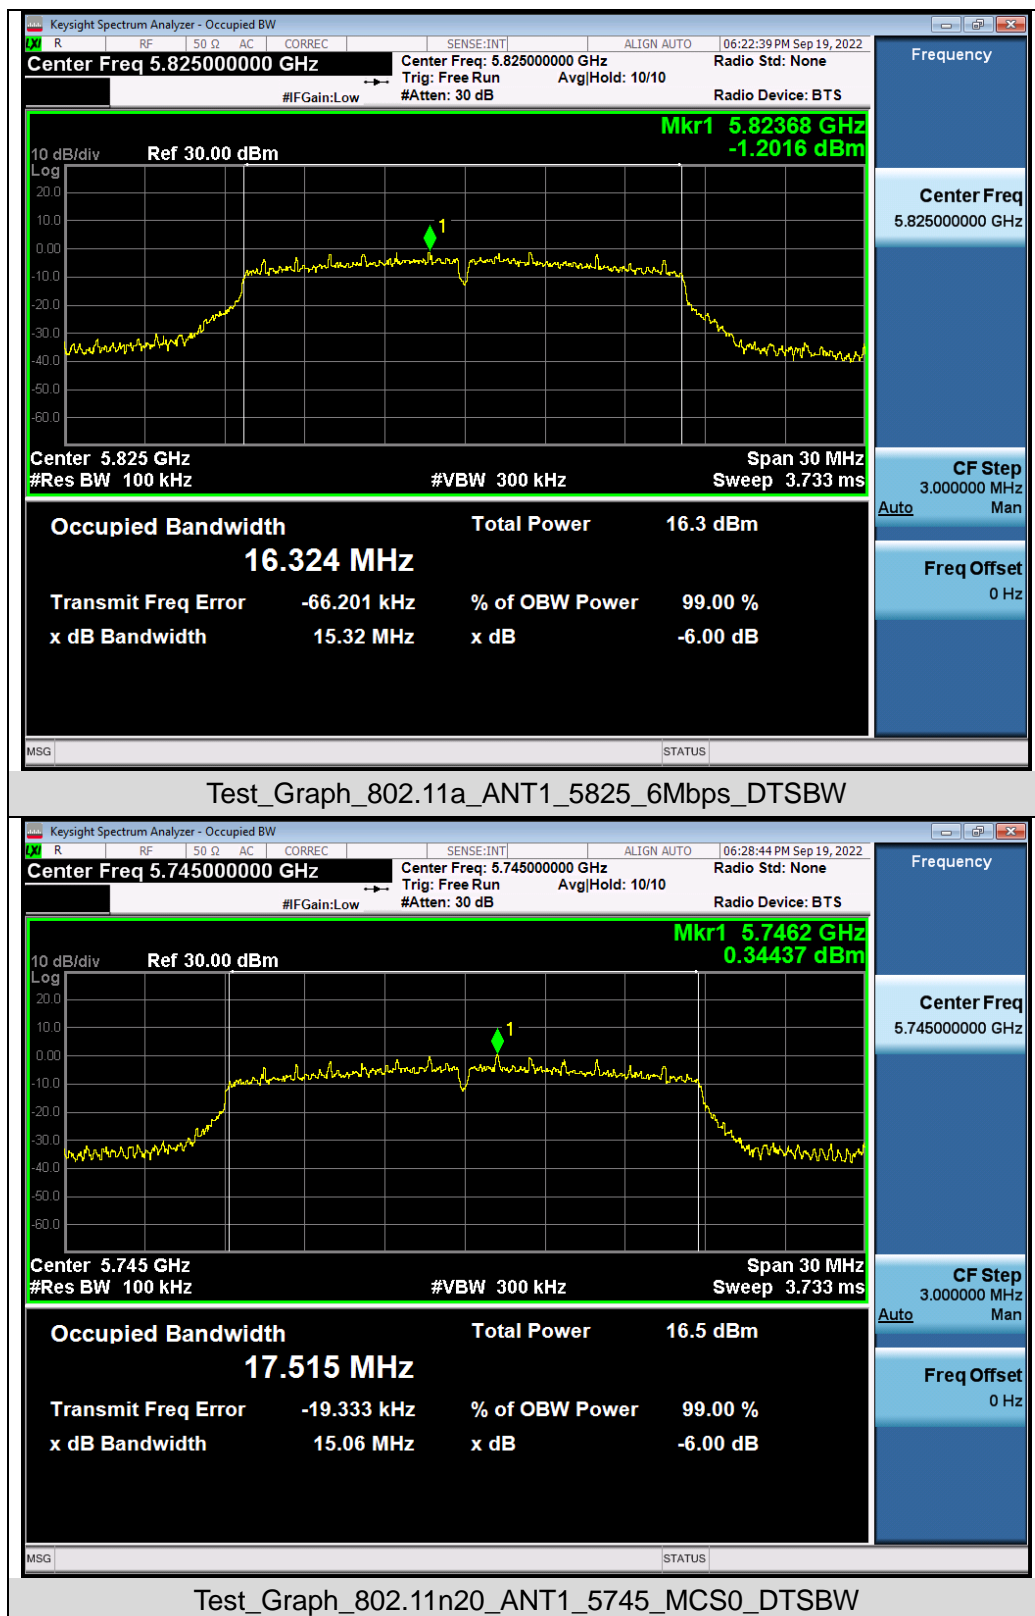 Keysight Spectrum Analyzer - Occupied BW
LXI R RF 50 Ω AC CORREC SENSE:INT ALIGN AUTO 06:22:39 PM Sep 19, 2022
Center Freq 5.825000000 GHz
Center Freq: 5.825000000 GHz Radio Std: None
Trig: Free Run Avg|Hold: 10/10
#IFGain:Low #Atten: 30 dB Radio Device: BTS
Frequency
Mkr1 5.82368 GHz
-1.2016 dBm
10 dB/div Ref 30.00 dBm
Log
20.0
10.0
0.00
-10.0
-20.0
-30.0
-40.0
-50.0
-60.0
1
Center 5.825 GHz Span 30 MHz
#Res BW 100 kHz #VBW 300 kHz Sweep 3.733 ms
Center Freq
5.825000000 GHz
CF Step
3.000000 MHz
Auto Man
Freq Offset
0 Hz
Occupied Bandwidth Total Power 16.3 dBm
16.324 MHz
Transmit Freq Error -66.201 kHz % of OBW Power 99.00 %
x dB Bandwidth 15.32 MHz x dB -6.00 dB
MSG STATUS
Test_Graph_802.11a_ANT1_5825_6Mbps_DTSBW
Keysight Spectrum Analyzer - Occupied BW
LXI R RF 50 Ω AC CORREC SENSE:INT ALIGN AUTO 06:28:44 PM Sep 19, 2022
Center Freq 5.745000000 GHz
Center Freq: 5.745000000 GHz Radio Std: None
Trig: Free Run Avg|Hold: 10/10
#IFGain:Low #Atten: 30 dB Radio Device: BTS
Frequency
Mkr1 5.7462 GHz
0.34437 dBm
10 dB/div Ref 30.00 dBm
Log
20.0
10.0
0.00
-10.0
-20.0
-30.0
-40.0
-50.0
-60.0
1
Center 5.745 GHz Span 30 MHz
#Res BW 100 kHz #VBW 300 kHz Sweep 3.733 ms
Center Freq
5.745000000 GHz
CF Step
3.000000 MHz
Auto Man
Freq Offset
0 Hz
Occupied Bandwidth Total Power 16.5 dBm
17.515 MHz
Transmit Freq Error -19.333 kHz % of OBW Power 99.00 %
x dB Bandwidth 15.06 MHz x dB -6.00 dB
MSG STATUS
Test_Graph_802.11n20_ANT1_5745_MCS0_DTSBW